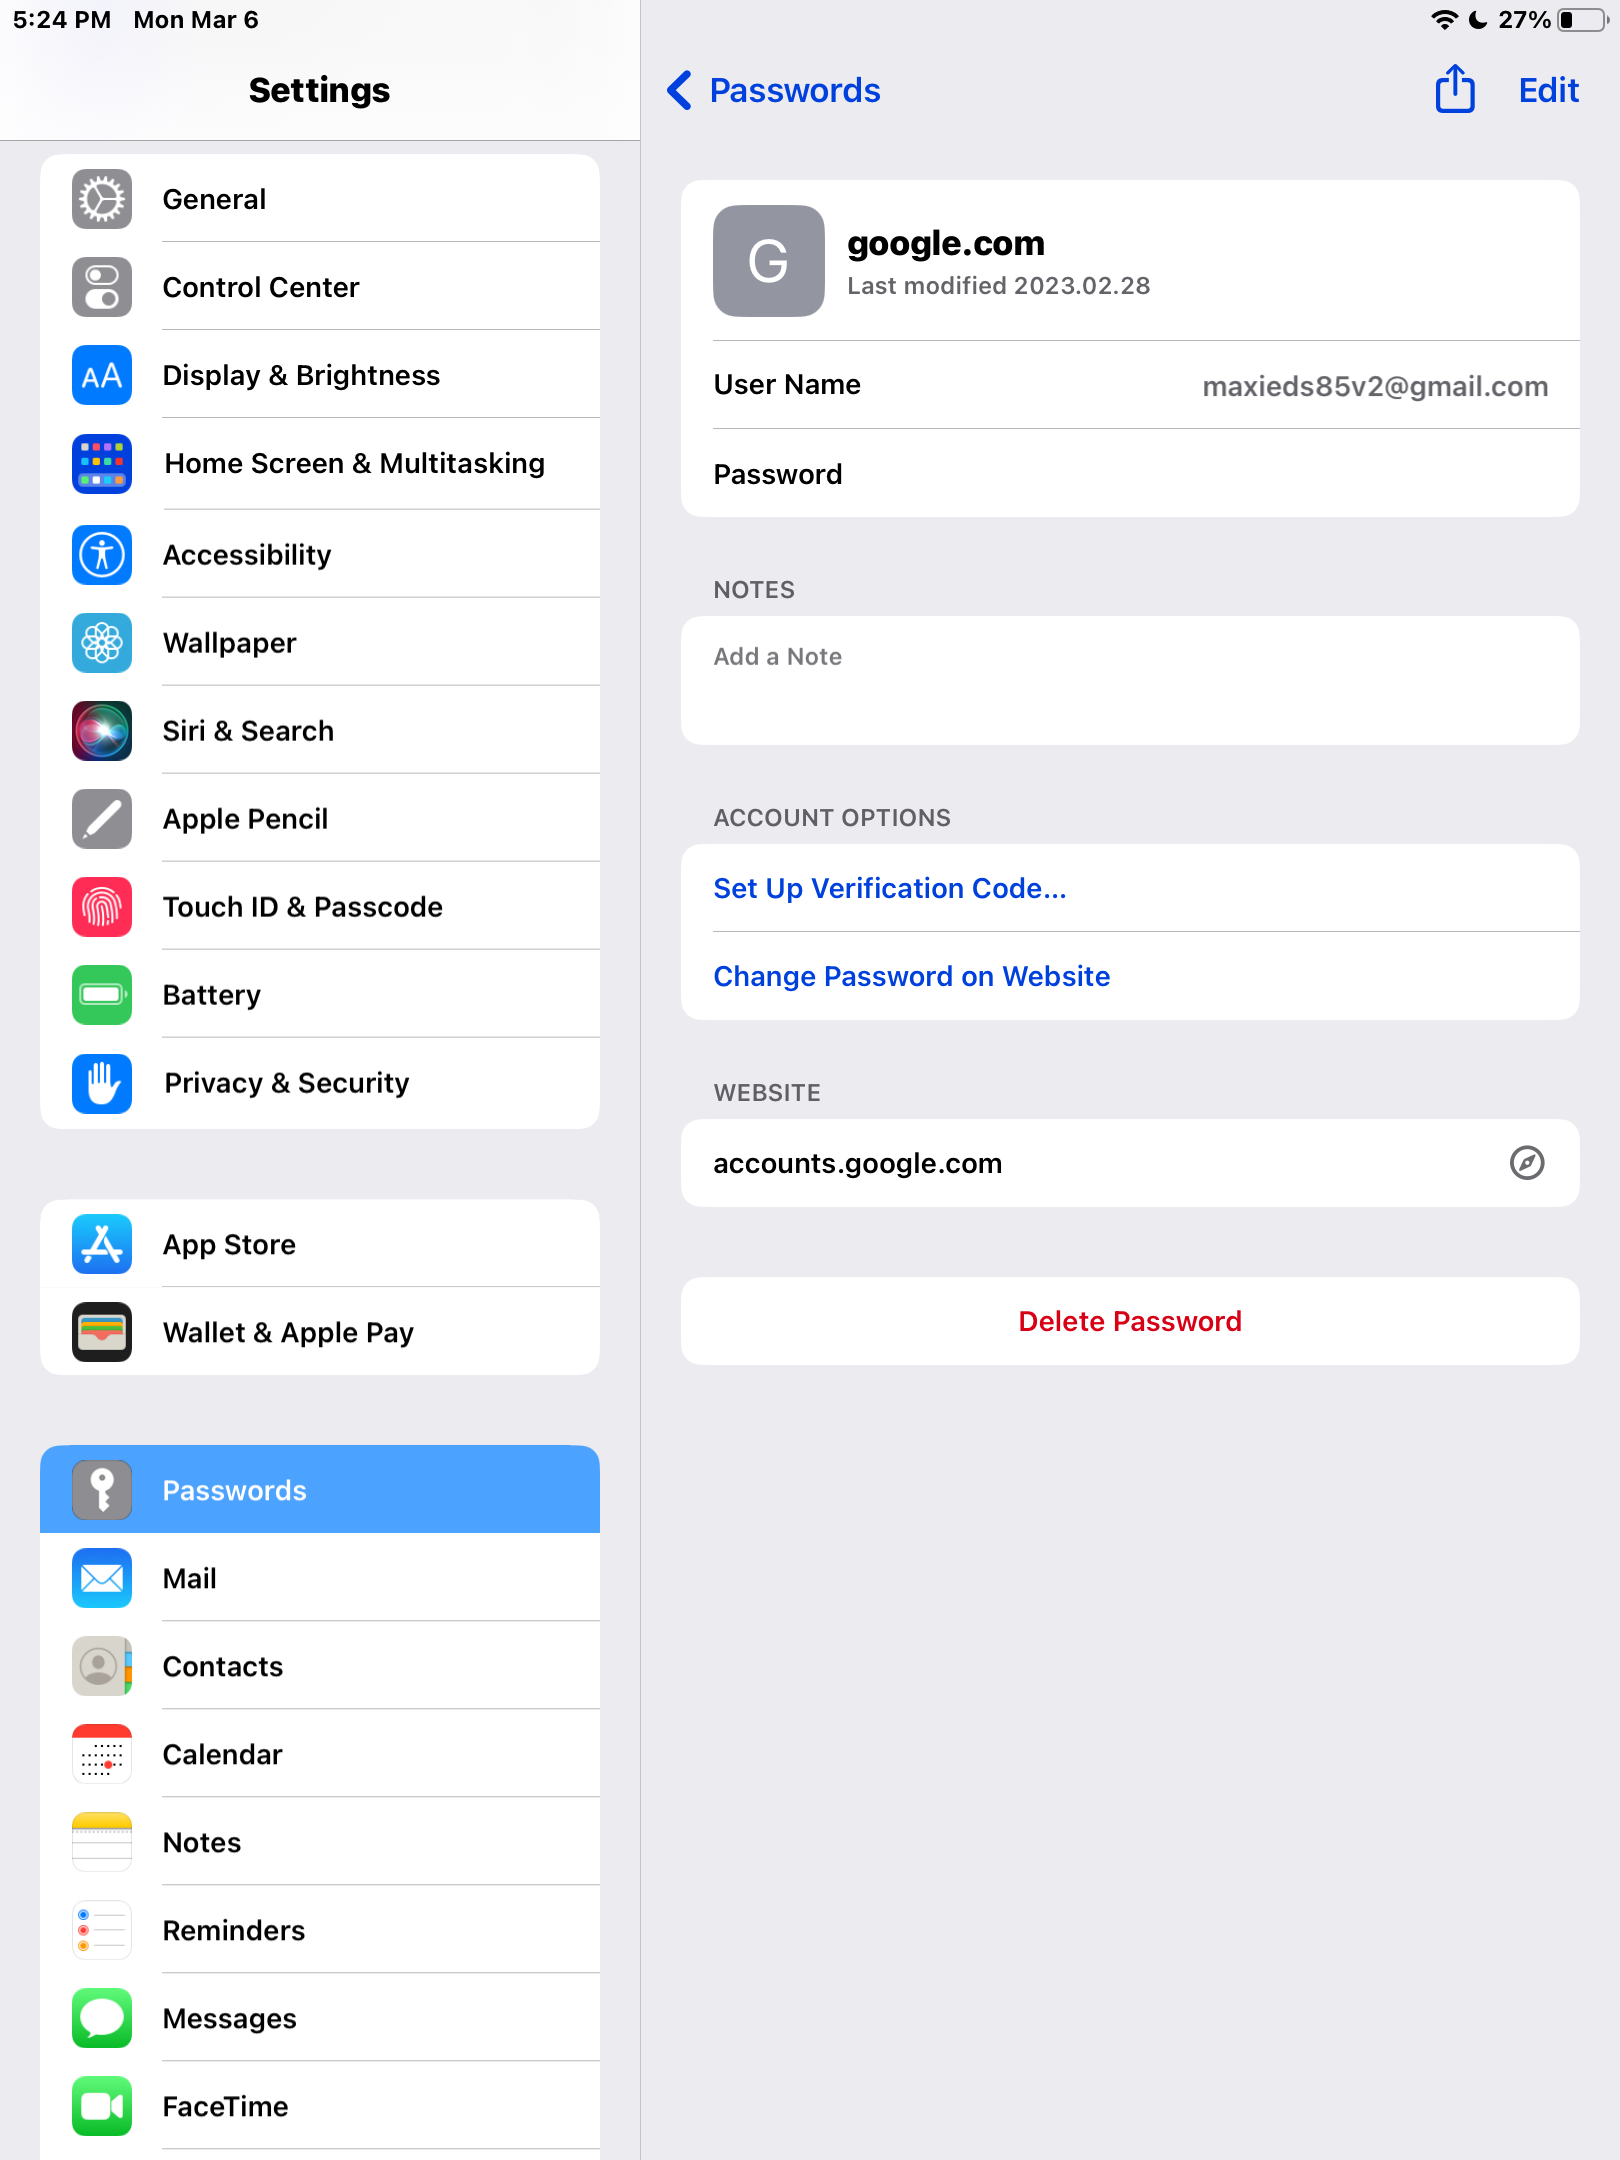 5:24 PM Mon Mar 6
27%
Settings
General
Control Center
AA
Display & Brightness
Home Screen & Multitasking
Accessibility
Wallpaper
Siri & Search
Apple Pencil
Touch ID & Passcode
Battery
Privacy & Security
App Store
Wallet & Apple Pay
Passwords
Mail
Contacts
Calendar
Notes
Reminders
Messages
FaceTime
Passwords
Edit
G
google.com
Last modified 2023.02.28
User Name maxieds85v2@gmail.com
Password
NOTES
Add a Note
ACCOUNT OPTIONS
Set Up Verification Code...
Change Password on Website
WEBSITE
accounts.google.com
Delete Password